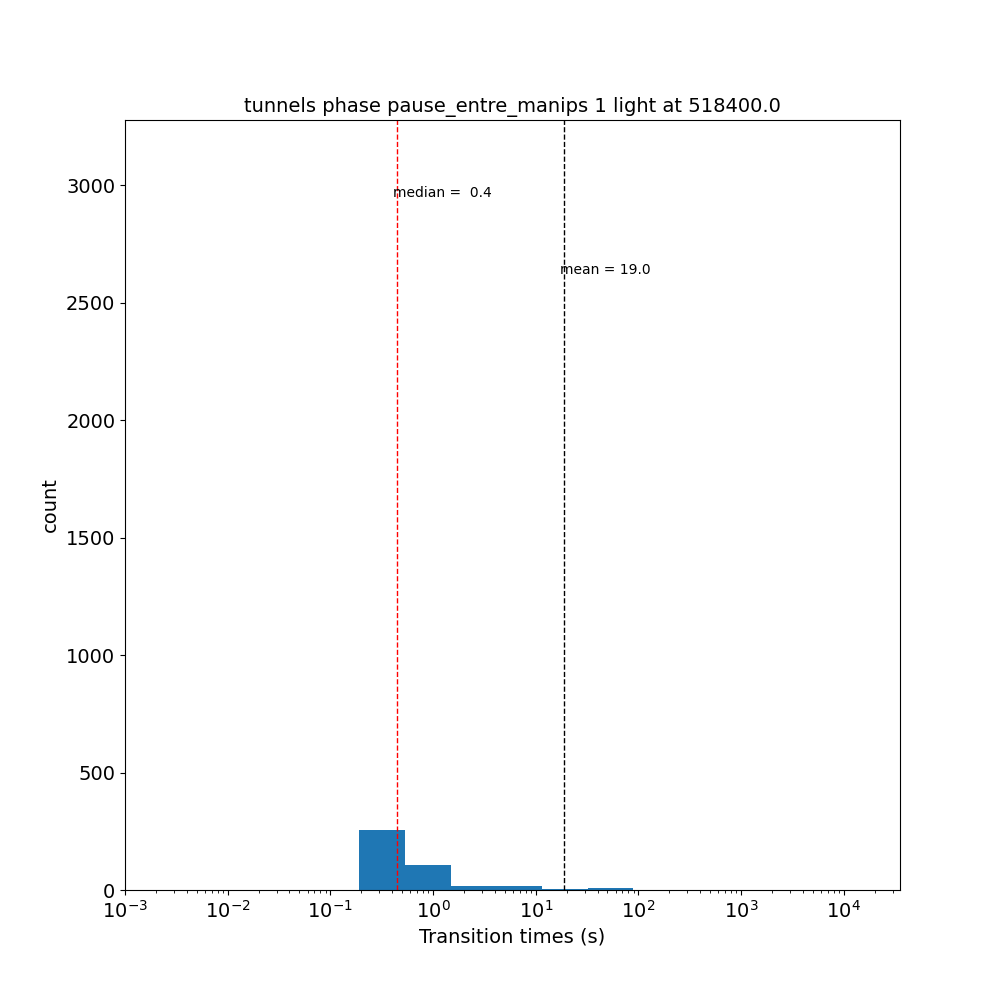 tunnels phase pause_entre_manips 1 light at 518400.0
3000
median =  0.4
mean = 19.0
2500
2000
count
1500
1000
500
0
10⁻³ 10⁻² 10⁻¹ 10⁰ 10¹ 10² 10³ 10⁴
Transition times (s)